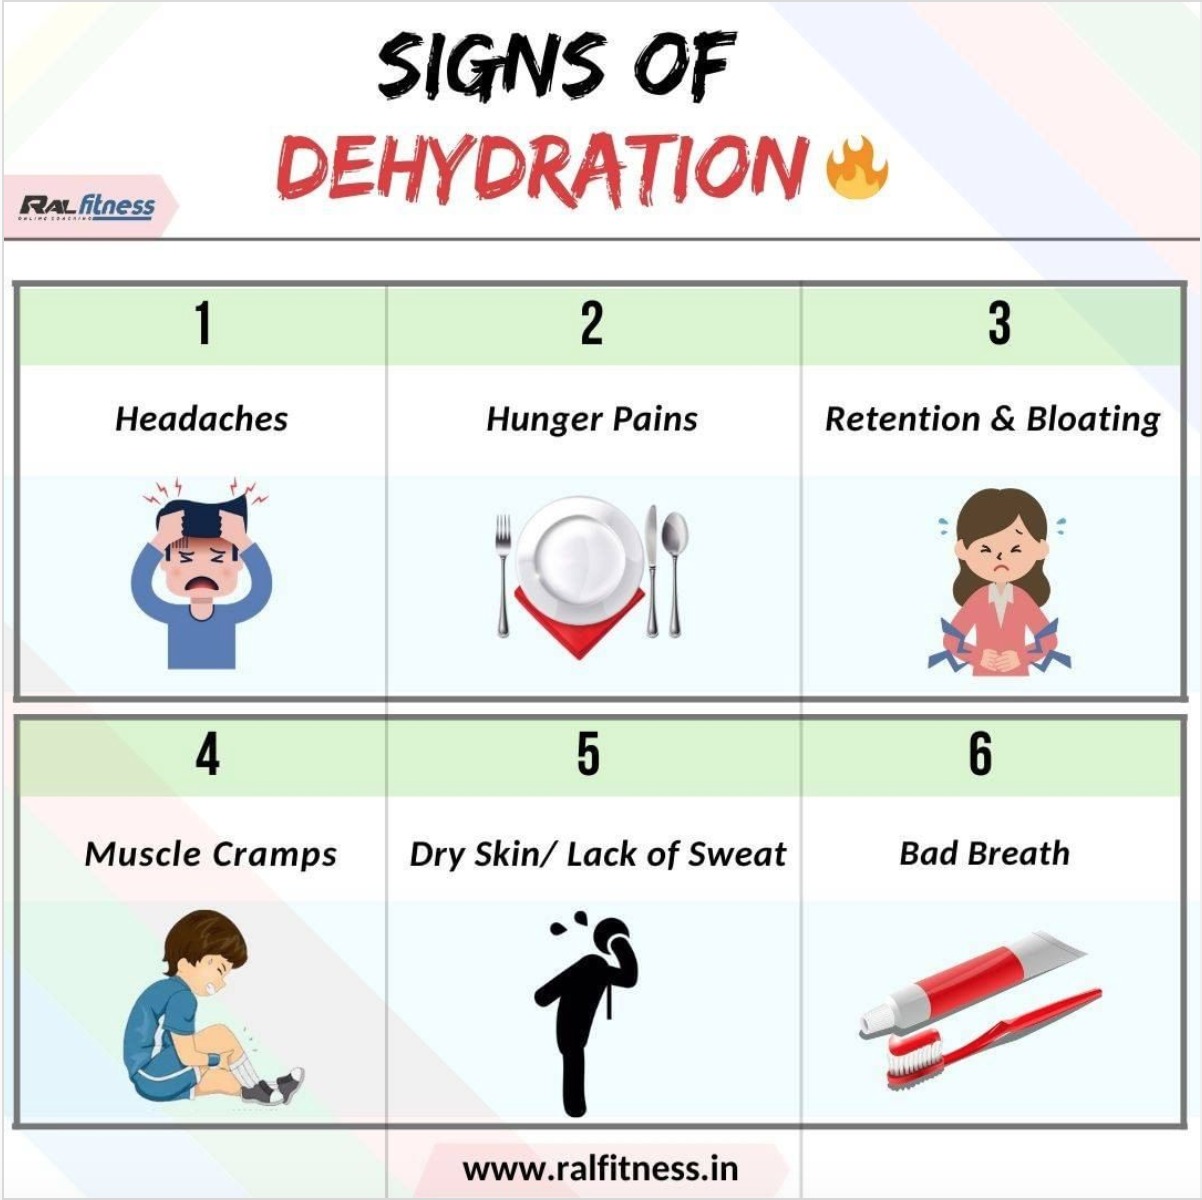 SIGNS OF
DEHYDRATION
RAL fitness
ONLINE COACHING
1
2
3
Headaches
Hunger Pains
Retention & Bloating
4
5
6
Muscle Cramps
Dry Skin/ Lack of Sweat
Bad Breath
www.ralfitness.in